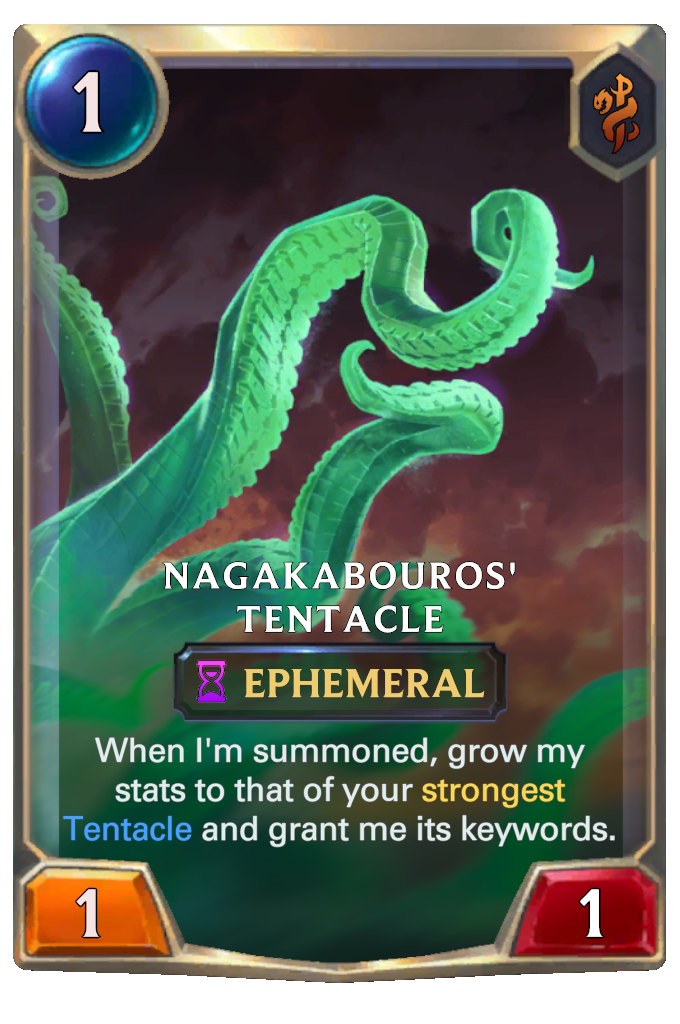 1
NAGAKABOUROS'
TENTACLE
EPHEMERAL
When I'm summoned, grow my
stats to that of your strongest
Tentacle and grant me its keywords.
1 1